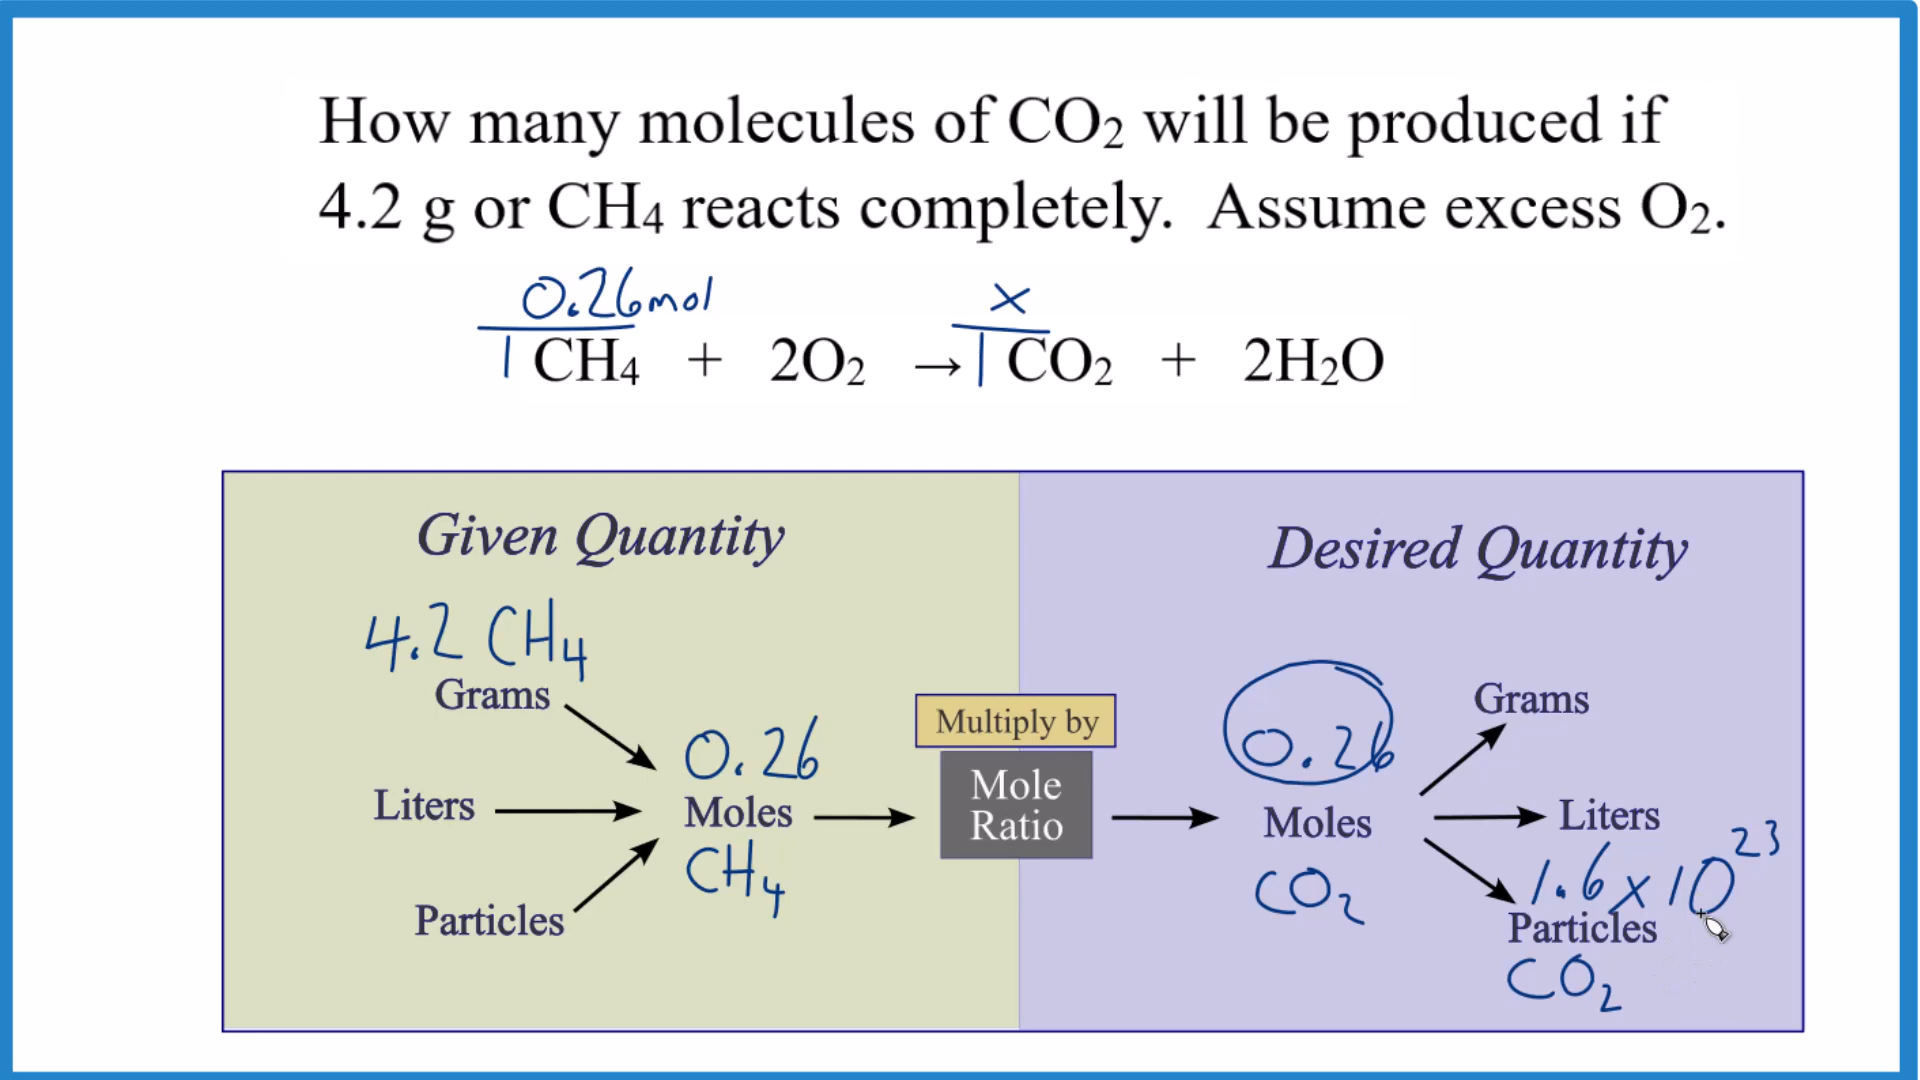 How many molecules of CO₂ will be produced if
4.2 g or CH₄ reacts completely. Assume excess O₂.
0.26mol x
1 CH₄ + 2O₂ → 1 CO₂ + 2H₂O
Given Quantity
4.2 CH₄
Grams
Liters
Particles
0.26
Moles
CH₄
Multiply by
Mole
Ratio
Desired Quantity
0.26
Moles
CO₂
Grams
Liters
1.6 x 10²³
Particles
CO₂